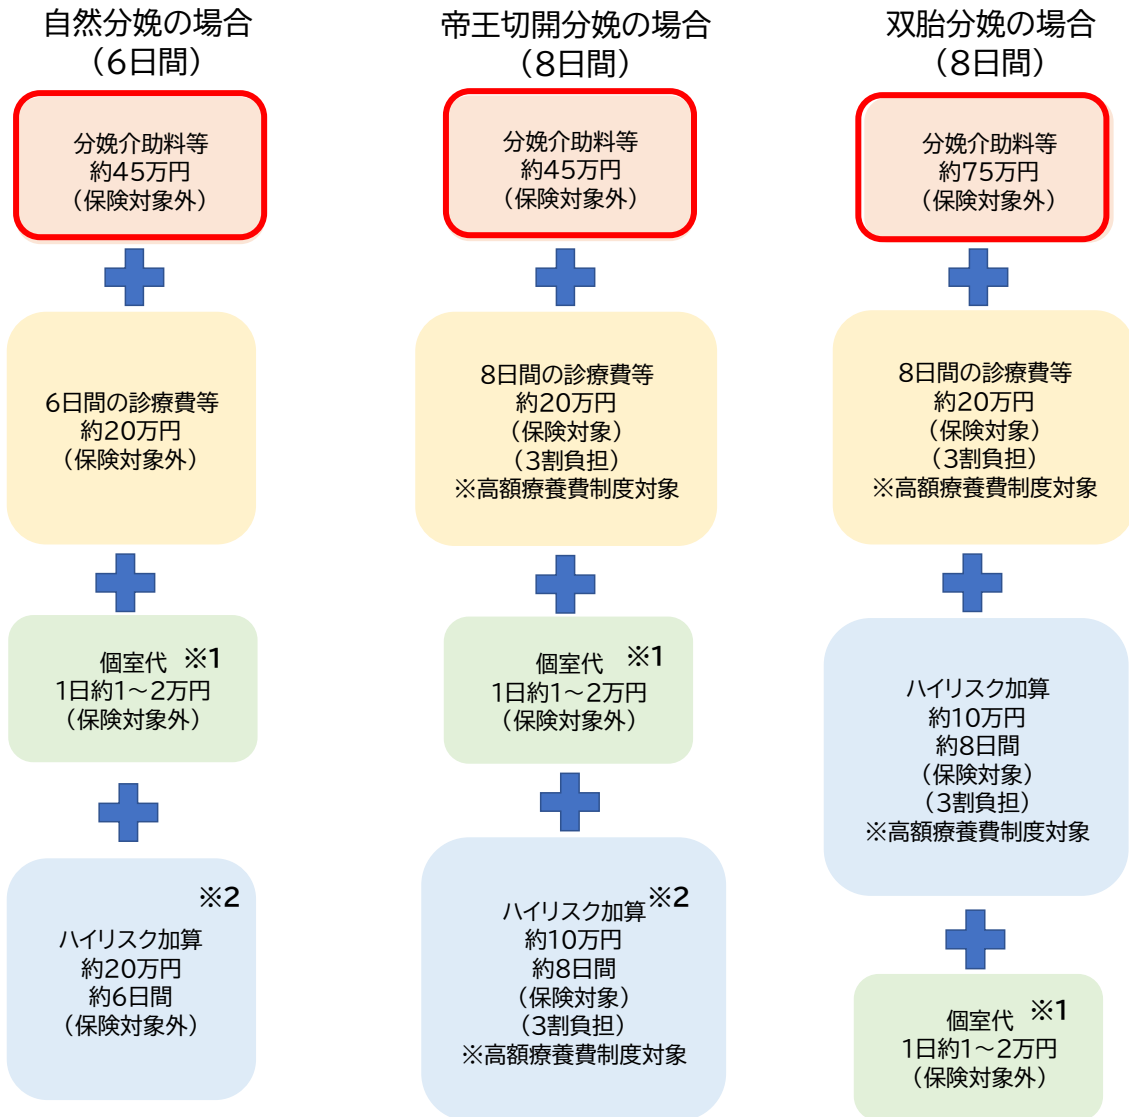 自然分娩の場合
（6日間）
分娩介助料等
約45万円
（保険対象外）
6日間の診療費等
約20万円
（保険対象外）
個室代 ※1
1日約1～2万円
（保険対象外）
※2
ハイリスク加算
約20万円
約6日間
（保険対象外）
帝王切開分娩の場合
（8日間）
分娩介助料等
約45万円
（保険対象外）
8日間の診療費等
約20万円
（保険対象）
（3割負担）
※高額療養費制度対象
個室代 ※1
1日約1～2万円
（保険対象外）
ハイリスク加算 ※2
約10万円
約8日間
（保険対象）
（3割負担）
※高額療養費制度対象
双胎分娩の場合
（8日間）
分娩介助料等
約75万円
（保険対象外）
8日間の診療費等
約20万円
（保険対象）
（3割負担）
※高額療養費制度対象
ハイリスク加算
約10万円
約8日間
（保険対象）
（3割負担）
※高額療養費制度対象
個室代 ※1
1日約1～2万円
（保険対象外）